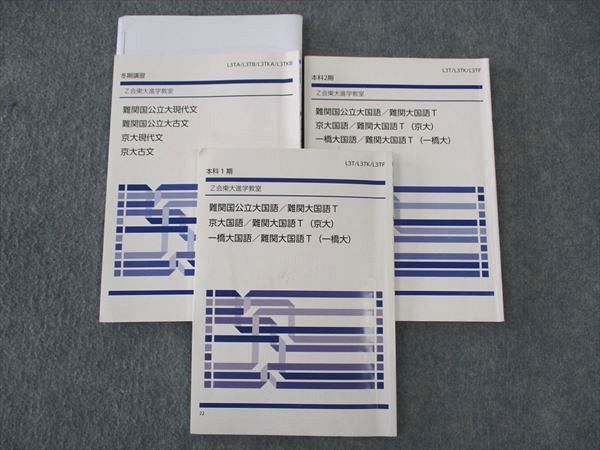 L3TA/L3TB/L3TKA/L3TKB
冬期講習
Z会東大進学教室
難関国公立大現代文
難関国公立大古文
京大現代文
京大古文
L3T/L3TK/L3TF
本科2期
Z会東大進学教室
難関国公立大国語/難関大国語T
京大国語/難関大国語T(京大)
一橋大国語/難関大国語T(一橋大)
L3T/L3TK/L3TF
本科1期
Z会東大進学教室
難関国公立大国語/難関大国語T
京大国語/難関大国語T(京大)
一橋大国語/難関大国語T(一橋大)
22